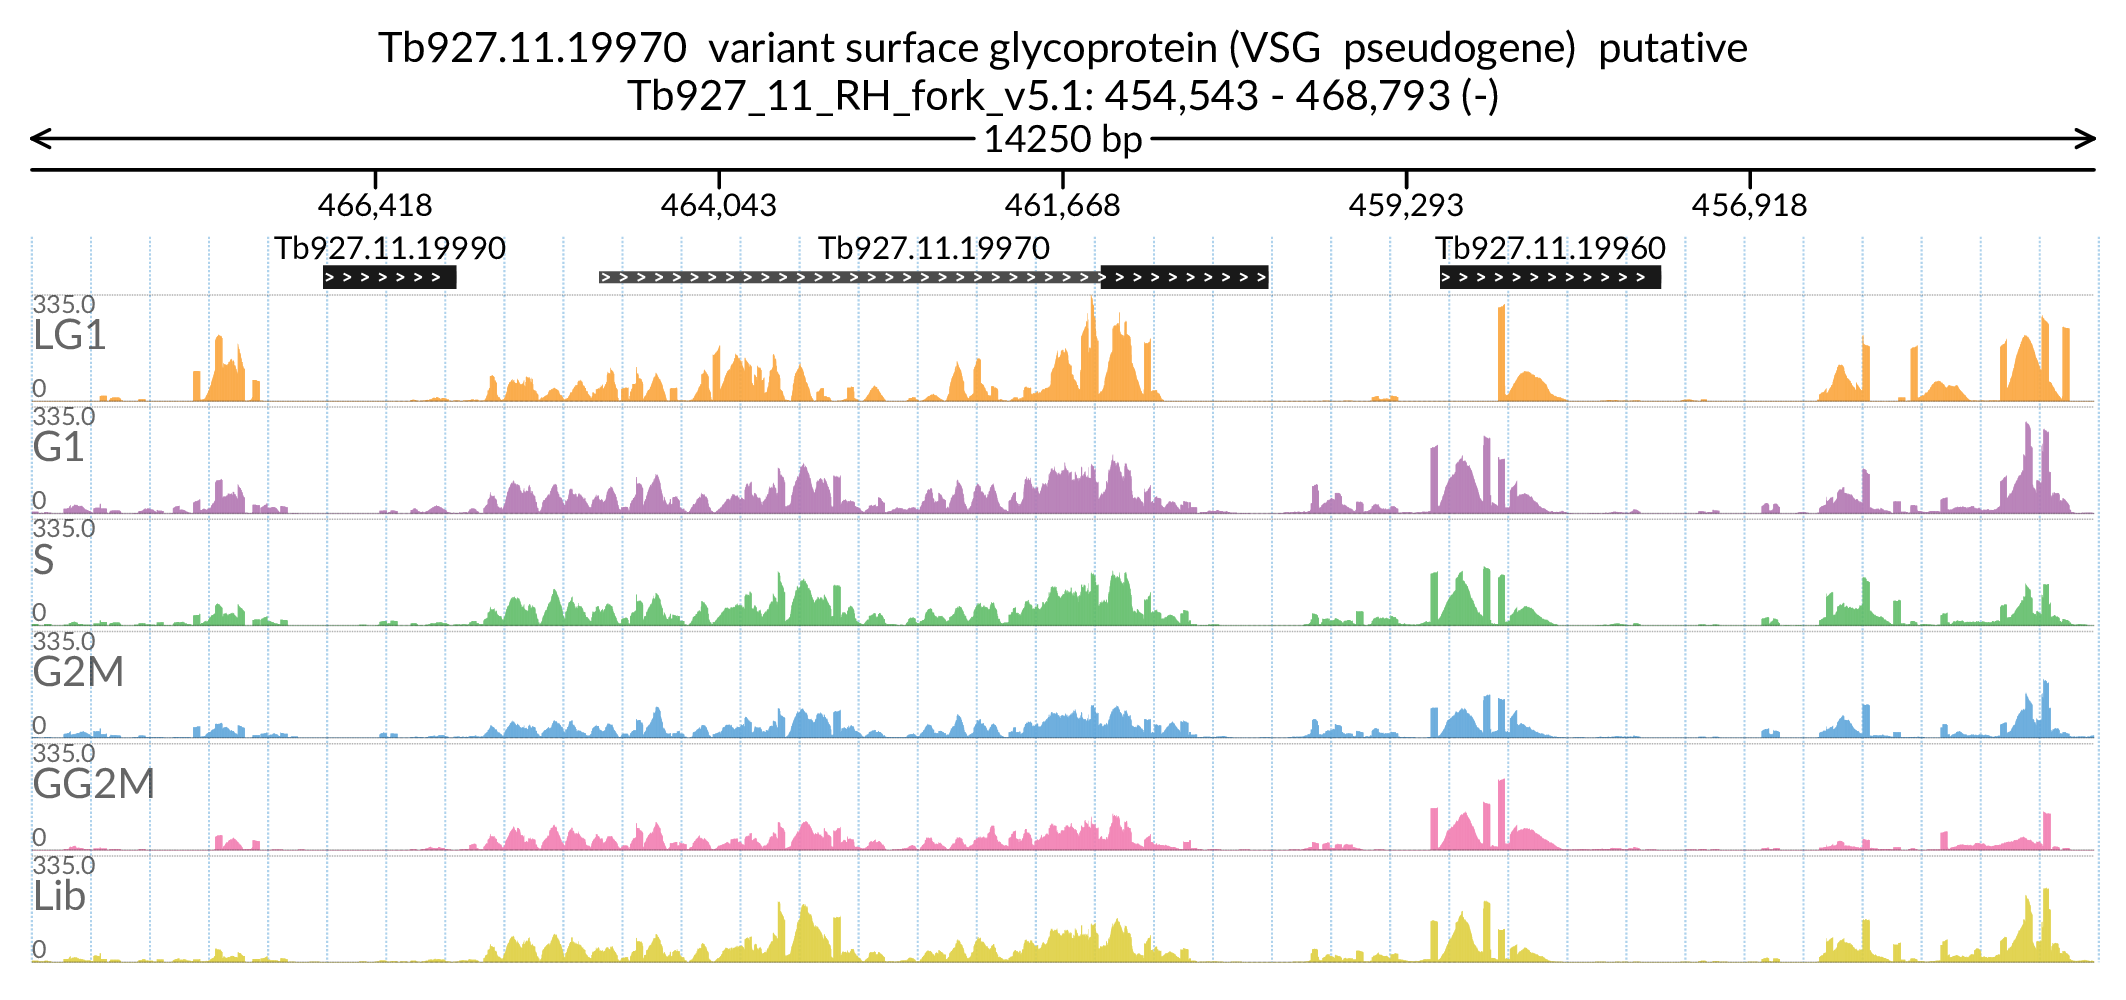 Tb927.11.19970 variant surface glycoprotein (VSG pseudogene) putative
Tb927_11_RH_fork_v5.1: 454,543 - 468,793 (-)
14250 bp
466,418 464,043 461,668 459,293 456,918
Tb927.11.19990 Tb927.11.19970 Tb927.11.19960
335.0
LG1
0
335.0
G1
0
335.0
S
0
335.0
G2M
0
335.0
GG2M
0
335.0
Lib
0